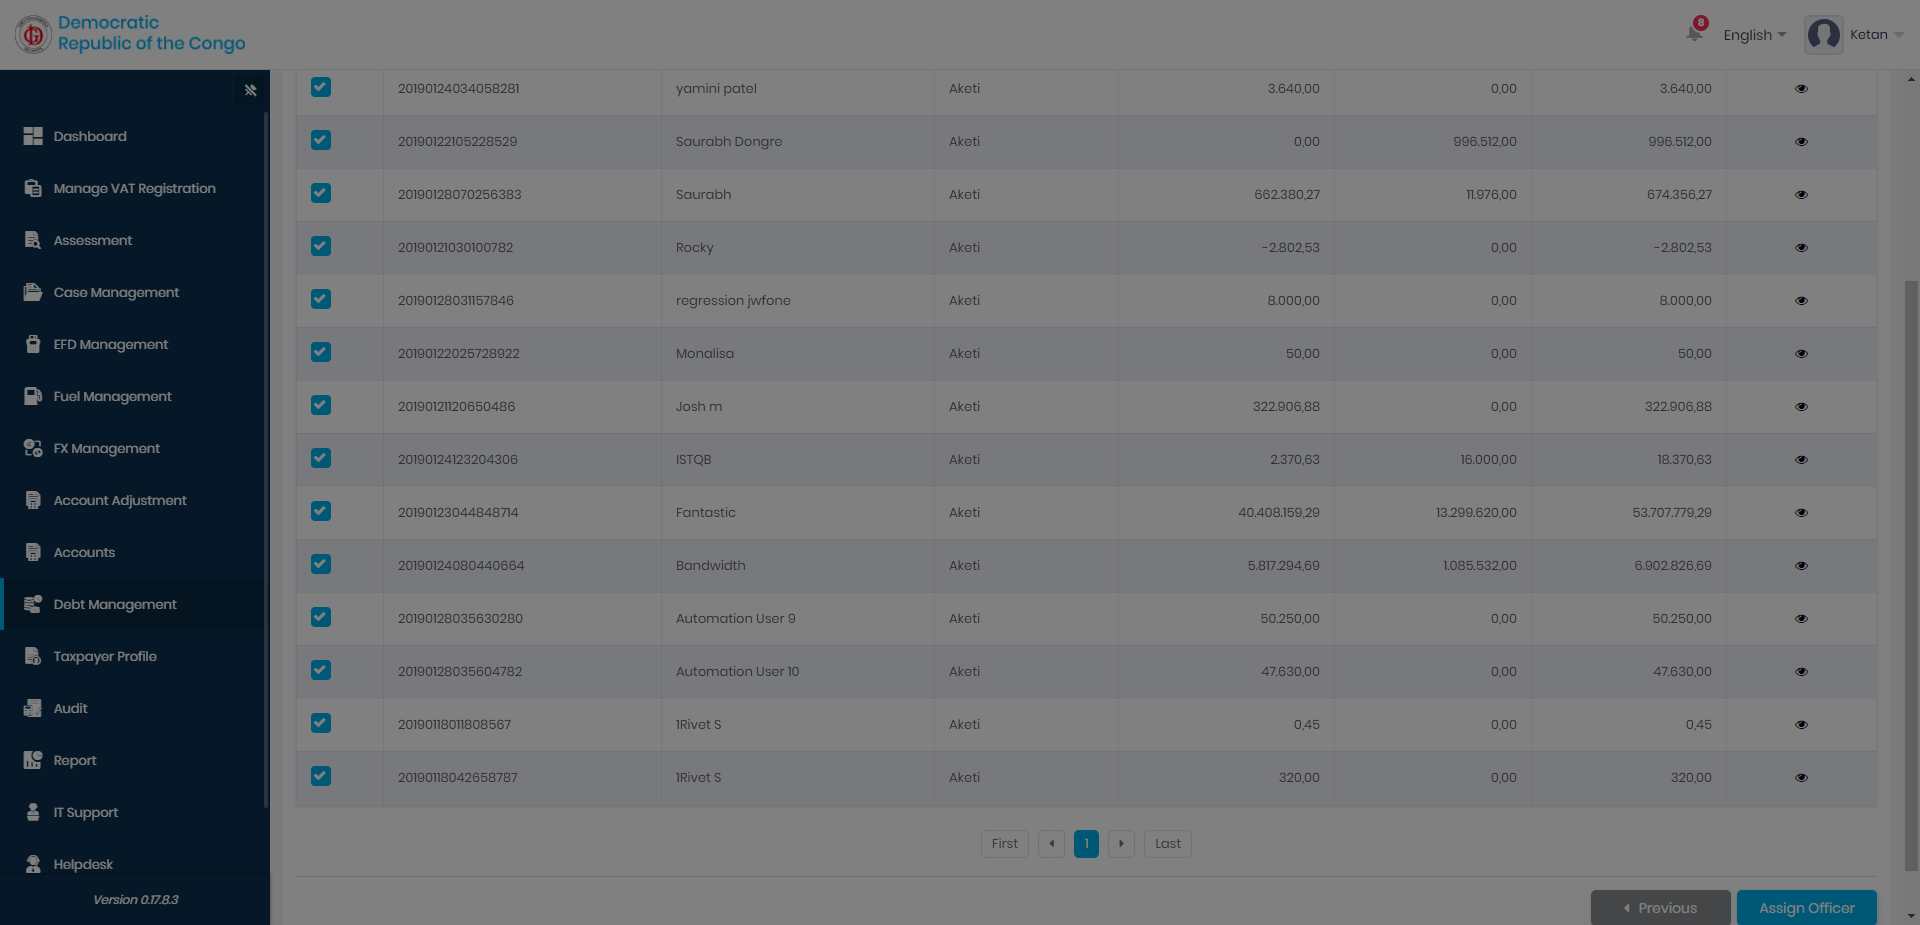 Democratic
Republic of the Congo
8
English
Ketan
Dashboard
Manage VAT Registration
Assessment
Case Management
EFD Management
Fuel Management
FX Management
Account Adjustment
Accounts
Debt Management
Taxpayer Profile
Audit
Report
IT Support
Helpdesk
Version 0.17.8.3
20190124034058281 yamini patel Aketi 3.640,00 0,00 3.640,00
20190122105228529 Saurabh Dongre Aketi 0,00 996.512,00 996.512,00
20190128070256383 Saurabh Aketi 662.380,27 11.976,00 674.356,27
20190121030100782 Rocky Aketi -2.802,53 0,00 -2.802,53
20190128031157846 regression jwfone Aketi 8.000,00 0,00 8.000,00
20190122025728922 Monalisa Aketi 50,00 0,00 50,00
20190121120650486 Josh m Aketi 322.906,88 0,00 322.906,88
20190124123204306 ISTQB Aketi 2.370,63 16.000,00 18.370,63
20190123044848714 Fantastic Aketi 40.408.159,29 13.299.620,00 53.707.779,29
20190124080440664 Bandwidth Aketi 5.817.294,69 1.085.532,00 6.902.826,69
20190128035630280 Automation User 9 Aketi 50.250,00 0,00 50.250,00
20190128035604782 Automation User 10 Aketi 47.630,00 0,00 47.630,00
20190118011808567 1Rivet S Aketi 0,45 0,00 0,45
20190118042658787 1Rivet S Aketi 320,00 0,00 320,00
First 1 Last
Previous Assign Officer